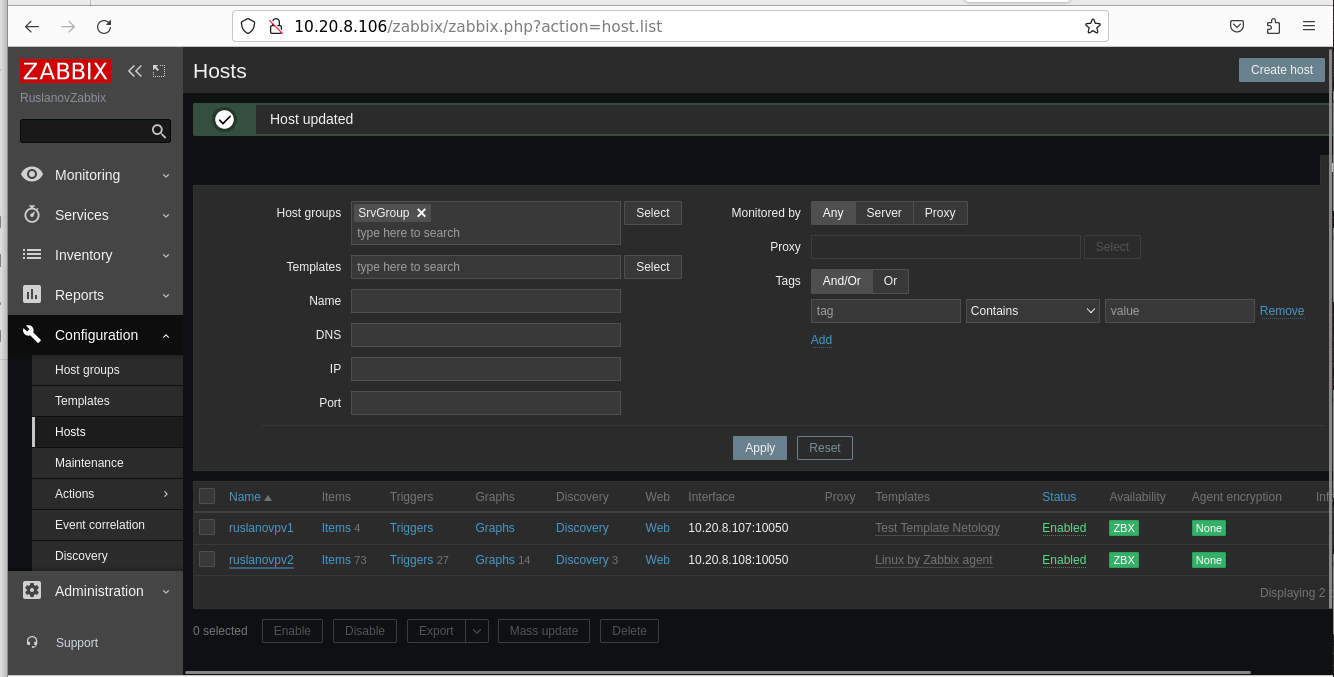 10.20.8.106/zabbix/zabbix.php?action=host.list
ZABBIX
RuslanovZabbix
Monitoring
Services
Inventory
Reports
Configuration
Host groups
Templates
Hosts
Maintenance
Actions
Event correlation
Discovery
Administration
Support
Hosts
Create host
Host updated
Host groups SrvGroup Select
type here to search
Templates type here to search Select
Name
DNS
IP
Port
Monitored by Any Server Proxy
Proxy Select
Tags And/Or Or
tag Contains value Remove
Add
Apply Reset
Name Items Triggers Graphs Discovery Web Interface Proxy Templates Status Availability Agent encryption
ruslanovpv1 Items 4 Triggers Graphs Discovery Web 10.20.8.107:10050 Test Template Netology Enabled ZBX None
ruslanovpv2 Items 73 Triggers 27 Graphs 14 Discovery 3 Web 10.20.8.108:10050 Linux by Zabbix agent Enabled ZBX None
Displaying 2
0 selected Enable Disable Export Mass update Delete